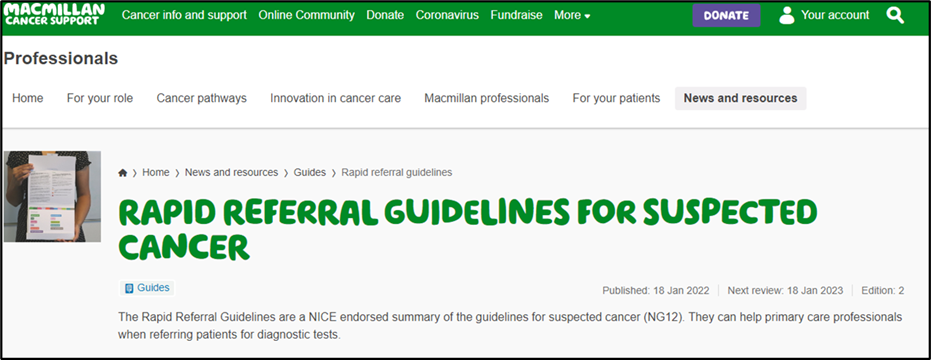 MACMILLAN
CANCER SUPPORT
Cancer info and support Online Community Donate Coronavirus Fundraise More DONATE Your account
Professionals
Home For your role Cancer pathways Innovation in cancer care Macmillan professionals For your patients News and resources
Home > News and resources > Guides > Rapid referral guidelines
RAPID REFERRAL GUIDELINES FOR SUSPECTED
CANCER
Guides
Published: 18 Jan 2022 | Next review: 18 Jan 2023 | Edition: 2
The Rapid Referral Guidelines are a NICE endorsed summary of the guidelines for suspected cancer (NG12). They can help primary care professionals
when referring patients for diagnostic tests.